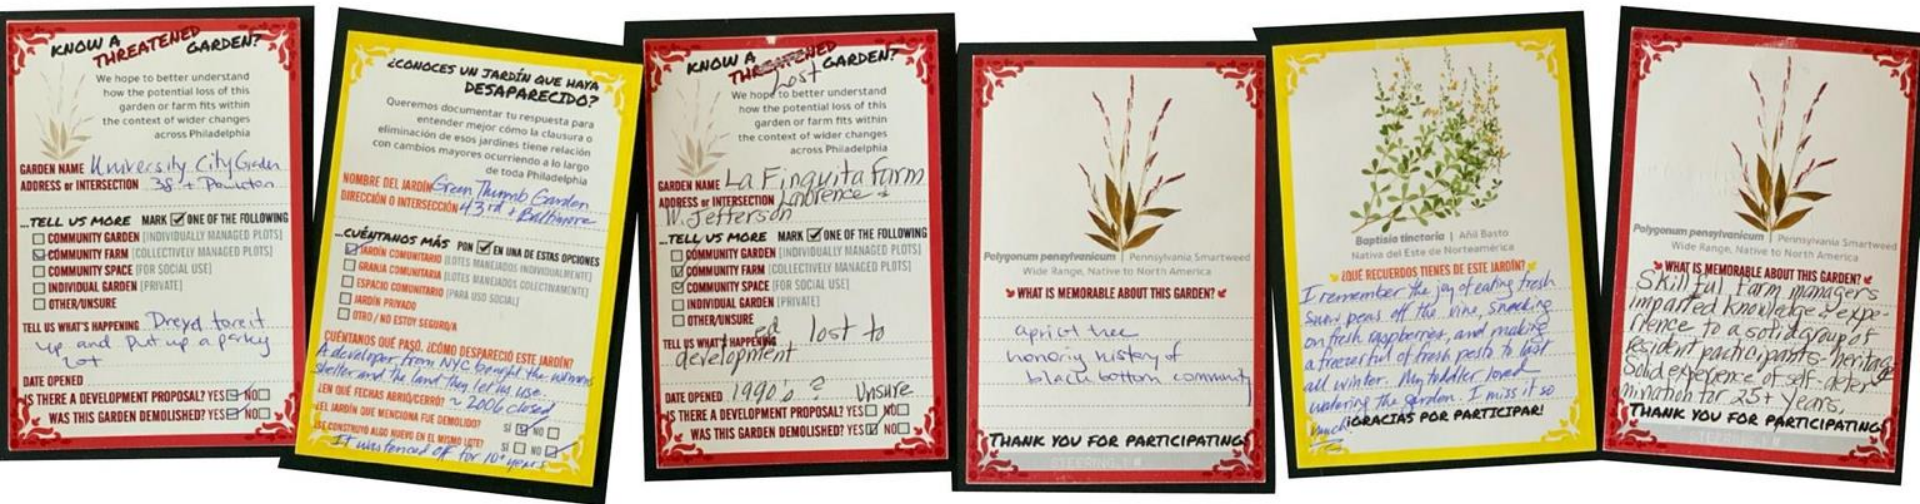 KNOW A
THREATENED
GARDEN?
We hope to better understand
how the potential loss of this
garden or farm fits within
the context of wider changes
across Philadelphia
GARDEN NAME University City Garden
ADDRESS or INTERSECTION 38 + Powelton
...TELL US MORE MARK ☑ ONE OF THE FOLLOWING
☐ COMMUNITY GARDEN [INDIVIDUALLY MANAGED PLOTS]
☑ COMMUNITY FARM [COLLECTIVELY MANAGED PLOTS]
☐ COMMUNITY SPACE [FOR SOCIAL USE]
☐ INDIVIDUAL GARDEN [PRIVATE]
☐ OTHER/UNSURE
TELL US WHAT'S HAPPENING Drexel tore it
up and put up a parking
lot
DATE OPENED
IS THERE A DEVELOPMENT PROPOSAL? YES☑ NO☐
WAS THIS GARDEN DEMOLISHED? YES☑ NO☐
¿CONOCES UN JARDÍN QUE HAYA
DESAPARECIDO?
Queremos documentar tu respuesta para
entender mejor cómo la clausura o
eliminación de esos jardines tiene relación
con cambios mayores ocurriendo a lo largo
de toda Philadelphia
NOMBRE DEL JARDÍN Green Thumb Garden
DIRECCIÓN O INTERSECCIÓN 43rd + Baltimore
...CUÉNTANOS MÁS PON ☑ EN UNA DE ESTAS OPCIONES
☑ JARDÍN COMUNITARIO [LOTES MANEJADOS INDIVIDUALMENTE]
☐ GRANJA COMUNITARIA [LOTES MANEJADOS COLECTIVAMENTE]
☐ ESPACIO COMUNITARIO [PARA USO SOCIAL]
☐ JARDÍN PRIVADO
☐ OTRO / NO ESTOY SEGURO/A
CUÉNTANOS QUÉ PASÓ. ¿CÓMO DESAPARECIÓ ESTE JARDÍN?
A developer from NYC bought the womens
shelter and the land they let us use.
¿EN QUÉ FECHAS ABRIÓ/CERRÓ? ~ 2006 closed
¿EL JARDÍN QUE MENCIONA FUE DEMOLIDO? SÍ ☑ NO ☐
¿SE CONSTRUYÓ ALGO NUEVO EN EL MISMO LOTE? SÍ ☐ NO ☑
It was fenced off for 10+ years
KNOW A
THREATENED
GARDEN?
Lost
We hope to better understand
how the potential loss of this
garden or farm fits within
the context of wider changes
across Philadelphia
GARDEN NAME La Finquita Farm
ADDRESS or INTERSECTION Lawrence +
W. Jefferson
...TELL US MORE MARK ☑ ONE OF THE FOLLOWING
☐ COMMUNITY GARDEN [INDIVIDUALLY MANAGED PLOTS]
☑ COMMUNITY FARM [COLLECTIVELY MANAGED PLOTS]
☑ COMMUNITY SPACE [FOR SOCIAL USE]
☐ INDIVIDUAL GARDEN [PRIVATE]
☐ OTHER/UNSURE
TELL US WHAT'S HAPPENING ed lost to
development
DATE OPENED 1990's ? Unsure
IS THERE A DEVELOPMENT PROPOSAL? YES☐ NO☐
WAS THIS GARDEN DEMOLISHED? YES☑ NO☐
Polygonum pensylvanicum | Pennsylvania Smartweed
Wide Range, Native to North America
WHAT IS MEMORABLE ABOUT THIS GARDEN?
apricot tree
honoring history of
black bottom community
THANK YOU FOR PARTICIPATING!
Baptisia tinctoria | Añil Basto
Nativa del Este de Norteamérica
¿QUÉ RECUERDOS TIENES DE ESTE JARDÍN?
I remember the joy of eating fresh
snow peas off the vine, snacking
on fresh raspberries, and making
a freezer full of fresh pesto to last
all winter. My toddler loved
watering the garden. I miss it so
much!
¡GRACIAS POR PARTICIPAR!
Polygonum pensylvanicum | Pennsylvania Smartweed
Wide Range, Native to North America
WHAT IS MEMORABLE ABOUT THIS GARDEN?
Skillful farm managers
imparted knowledge & expe-
rience to a solid group of
resident participants-heritage
Solid experience of self-deter
mination for 25+ years.
THANK YOU FOR PARTICIPATING!